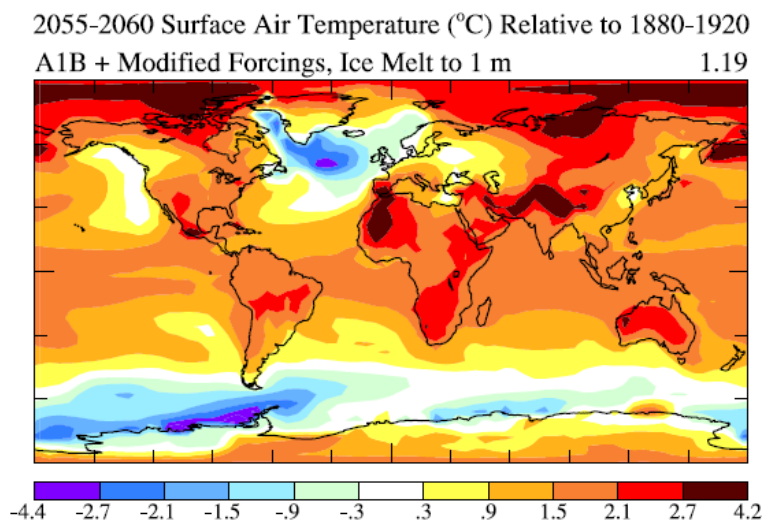 2055-2060 Surface Air Temperature (°C) Relative to 1880-1920
A1B + Modified Forcings, Ice Melt to 1 m 1.19
-4.4 -2.7 -2.1 -1.5 -.9 -.3 .3 .9 1.5 2.1 2.7 4.2